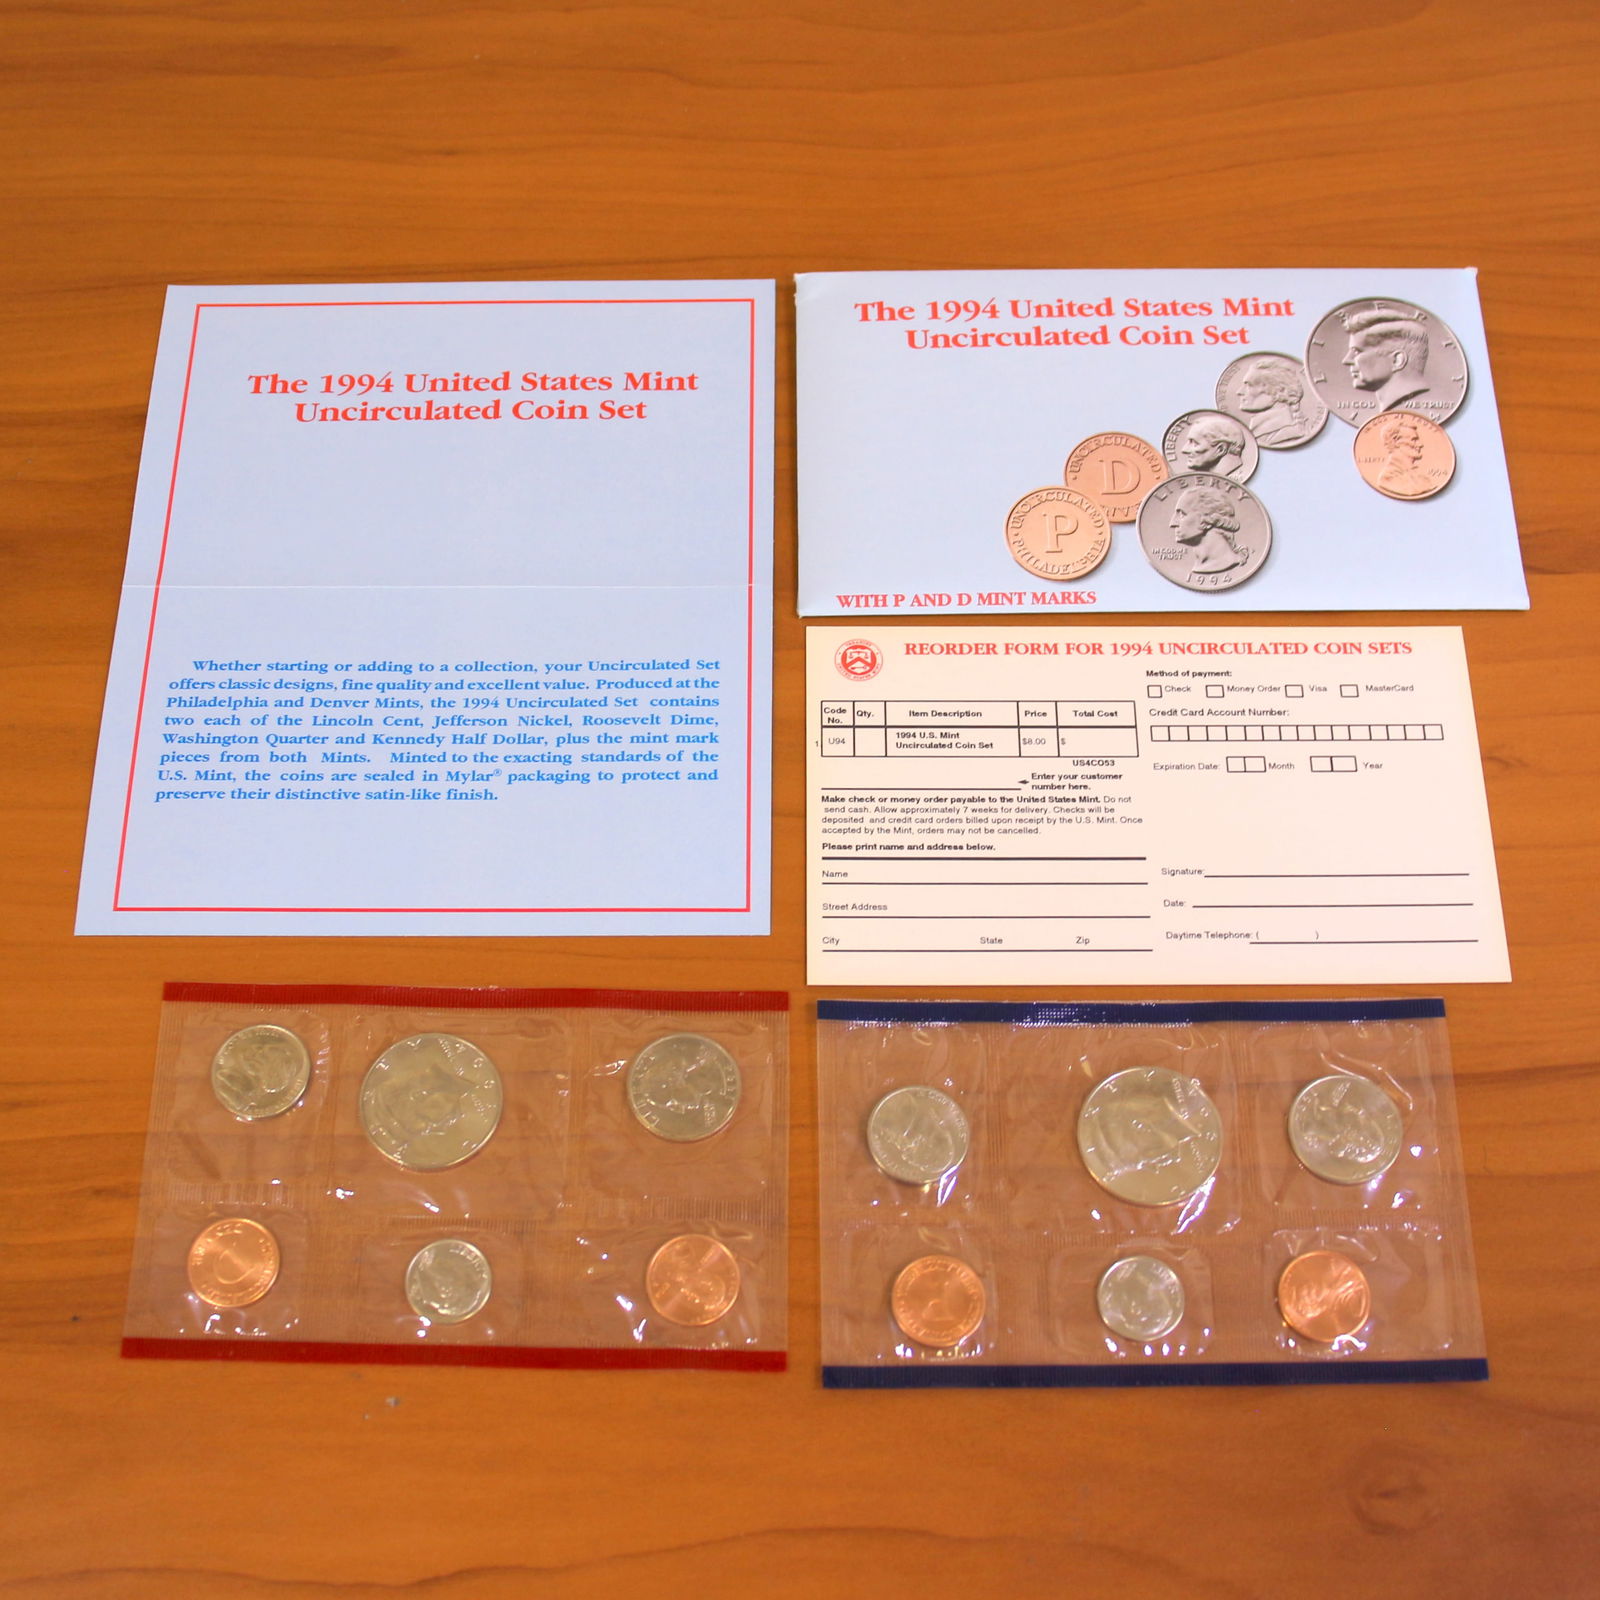 The 1994 United States Mint
Uncirculated Coin Set
Whether starting or adding to a collection, your Uncirculated Set
offers classic designs, fine quality and excellent value. Produced at the
Philadelphia and Denver Mints, the 1994 Uncirculated Set contains
two each of the Lincoln Cent, Jefferson Nickel, Roosevelt Dime,
Washington Quarter and Kennedy Half Dollar, plus the mint mark
pieces from both Mints. Minted to the exacting standards of the
U.S. Mint, the coins are sealed in Mylar® packaging to protect and
preserve their distinctive satin-like finish.
The 1994 United States Mint
Uncirculated Coin Set
LIBERTY
IN GOD WE TRUST
LIBERTY
1994
LIBERTY
UNCIRCULATED
D
UNCIRCULATED
P
PHILADELPHIA
LIBERTY
IN GOD WE
TRUST
1994
WITH P AND D MINT MARKS
REORDER FORM FOR 1994 UNCIRCULATED COIN SETS
Method of payment:
Check Money Order Visa MasterCard
Credit Card Account Number:
Expiration Date: Month Year
Code No. Qty. Item Description Price Total Cost
1. U94 1994 U.S. Mint Uncirculated Coin Set $8.00 $
US4CO53
Enter your customer
number here.
Make check or money order payable to the United States Mint. Do not
send cash. Allow approximately 7 weeks for delivery. Checks will be
deposited and credit card orders billed upon receipt by the U.S. Mint. Once
accepted by the Mint, orders may not be cancelled.
Please print name and address below.
Name
Street Address
City State Zip
Signature:
Date:
Daytime Telephone: ( )